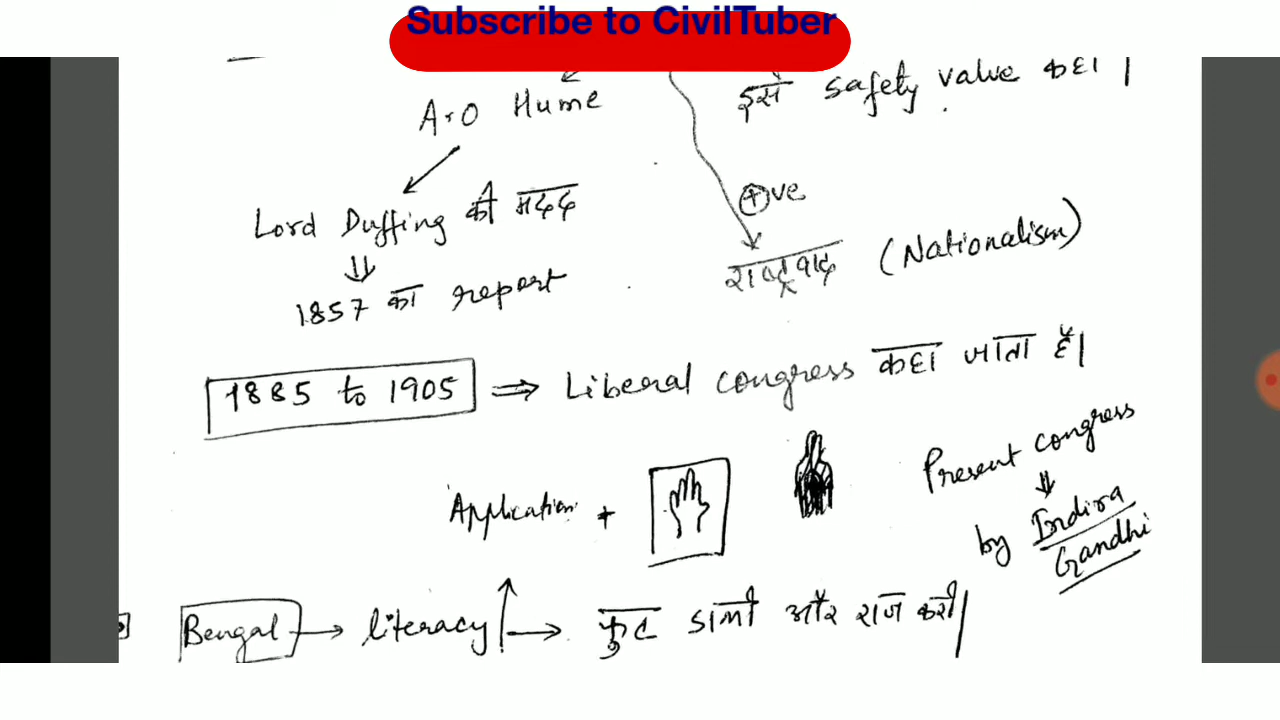 Subscribe to CivilTuber
A.O Hume
इसे safety value कहा।
Lord Duffing की मदद
+ve
1857 का report
राष्ट्रवाद (Nationalism)
1885 to 1905 ⇒ Liberal congress कहा जाता है।
Application +
Present congress
by Indira Gandhi
Bengal → literacy ↑ → फुट डालो और राज करो।